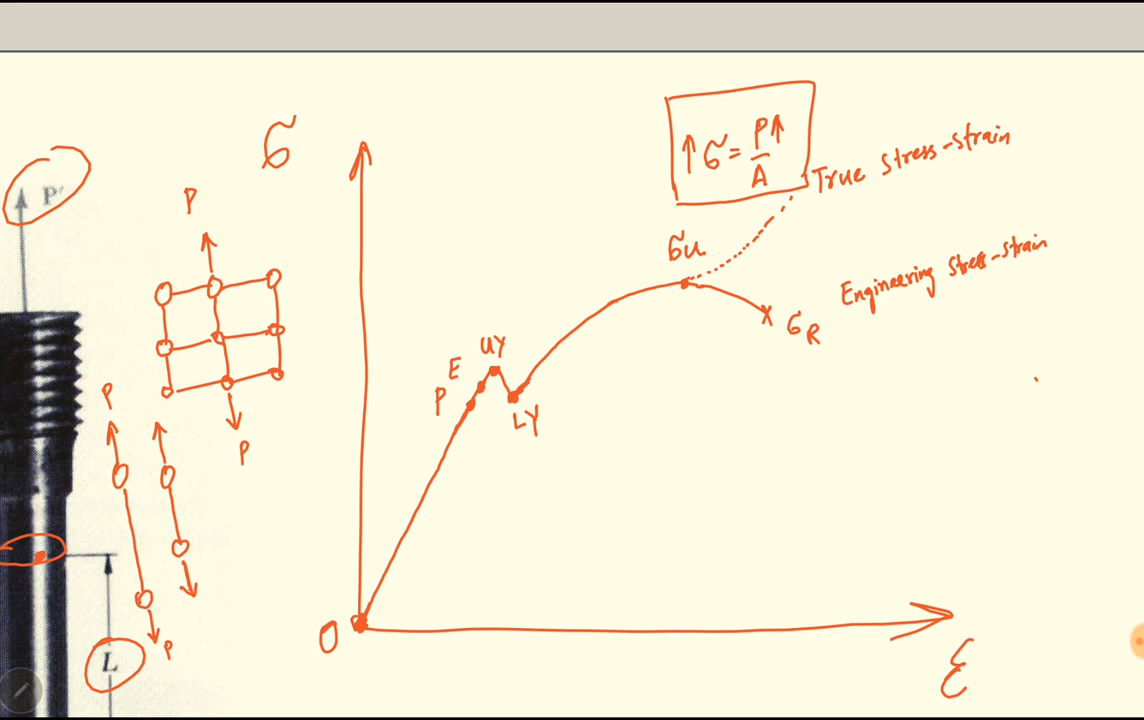 P'
P
P
P
P
L
σ
O
ε
P
E
UY
LY
σu
σR
↑σ = P↑/A
True stress-strain
Engineering stress-strain